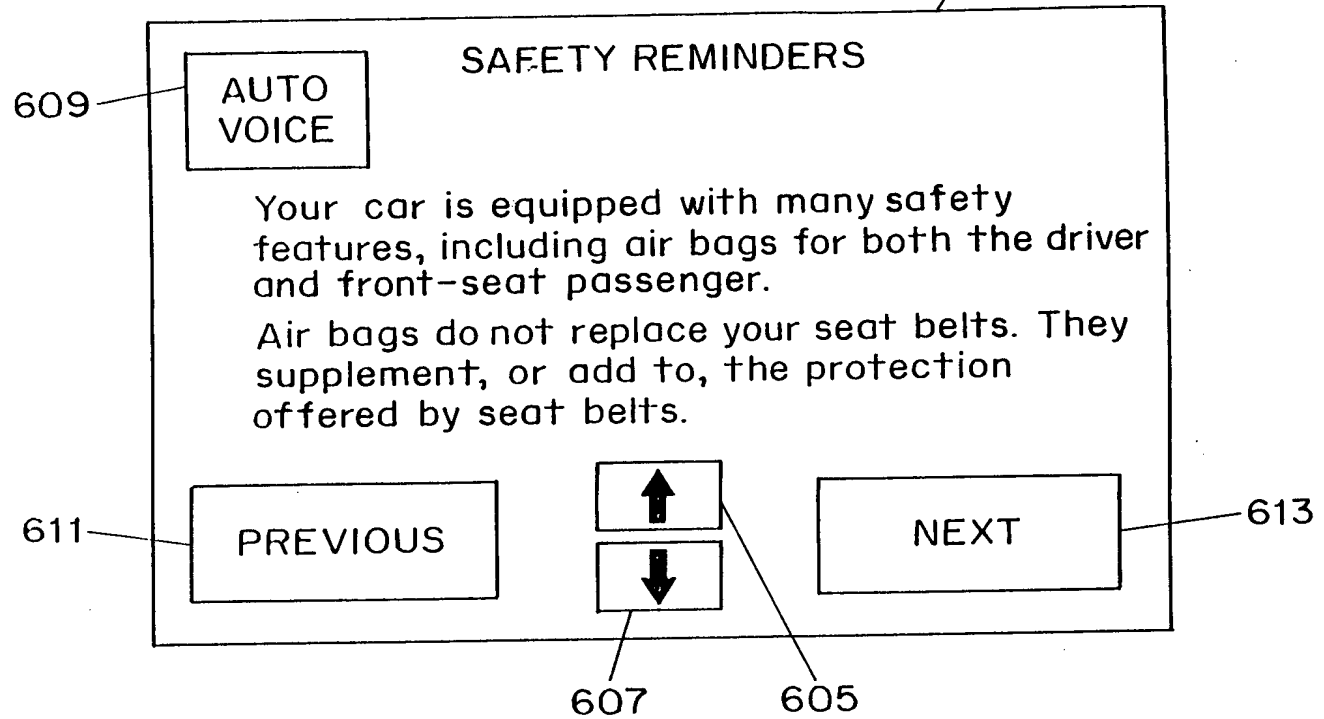 SAFETY REMINDERS
609
AUTO
VOICE
Your car is equipped with many safety
features, including air bags for both the driver
and front-seat passenger.
Air bags do not replace your seat belts. They
supplement, or add to, the protection
offered by seat belts.
611
PREVIOUS
NEXT
613
607
605